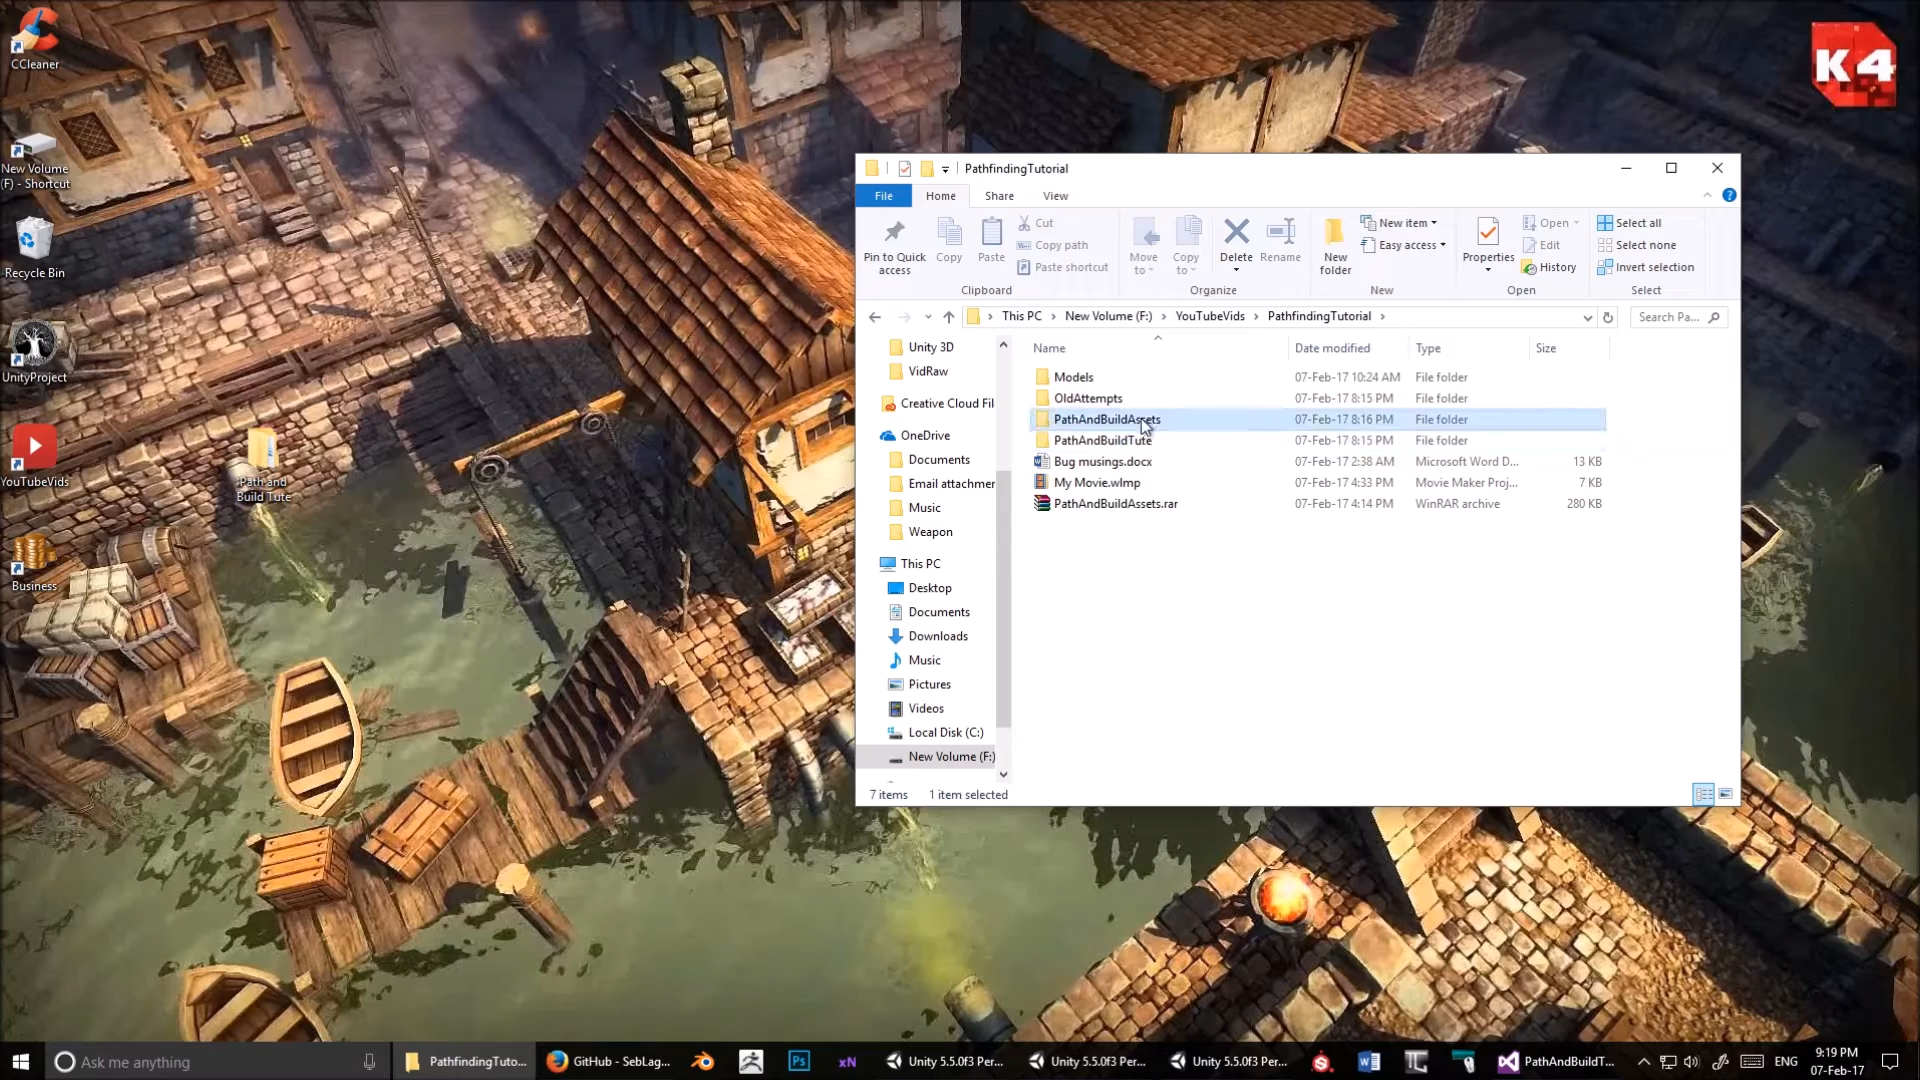 CCleaner
New Volume
(F) - Shortcut
Recycle Bin
UnityProject
YouTubeVids
Path and
Build Tute
Business
K4
PathfindingTutorial
File
Home
Share
View
Pin to Quick
access
Copy
Paste
Cut
Copy path
Paste shortcut
Clipboard
Move
to
Copy
to
Delete
Rename
Organize
New
folder
New item
Easy access
New
Properties
Open
Edit
History
Open
Select all
Select none
Invert selection
Select
This PC > New Volume (F:) > YouTubeVids > PathfindingTutorial >
Search Pa...
Unity 3D
VidRaw
Creative Cloud Fil
OneDrive
Documents
Email attachmer
Music
Weapon
This PC
Desktop
Documents
Downloads
Music
Pictures
Videos
Local Disk (C:)
New Volume (F:)
Name Date modified Type Size
Models 07-Feb-17 10:24 AM File folder
OldAttempts 07-Feb-17 8:15 PM File folder
PathAndBuildAssets 07-Feb-17 8:16 PM File folder
PathAndBuildTute 07-Feb-17 8:15 PM File folder
Bug musings.docx 07-Feb-17 2:38 AM Microsoft Word D... 13 KB
My Movie.wlmp 07-Feb-17 4:33 PM Movie Maker Proj... 7 KB
PathAndBuildAssets.rar 07-Feb-17 4:14 PM WinRAR archive 280 KB
7 items 1 item selected
Ask me anything
PathfindingTuto...
GitHub - SebLag...
Ps
xN
Unity 5.5.0f3 Per...
Unity 5.5.0f3 Per...
Unity 5.5.0f3 Per...
PathAndBuildT...
ENG
9:19 PM
07-Feb-17